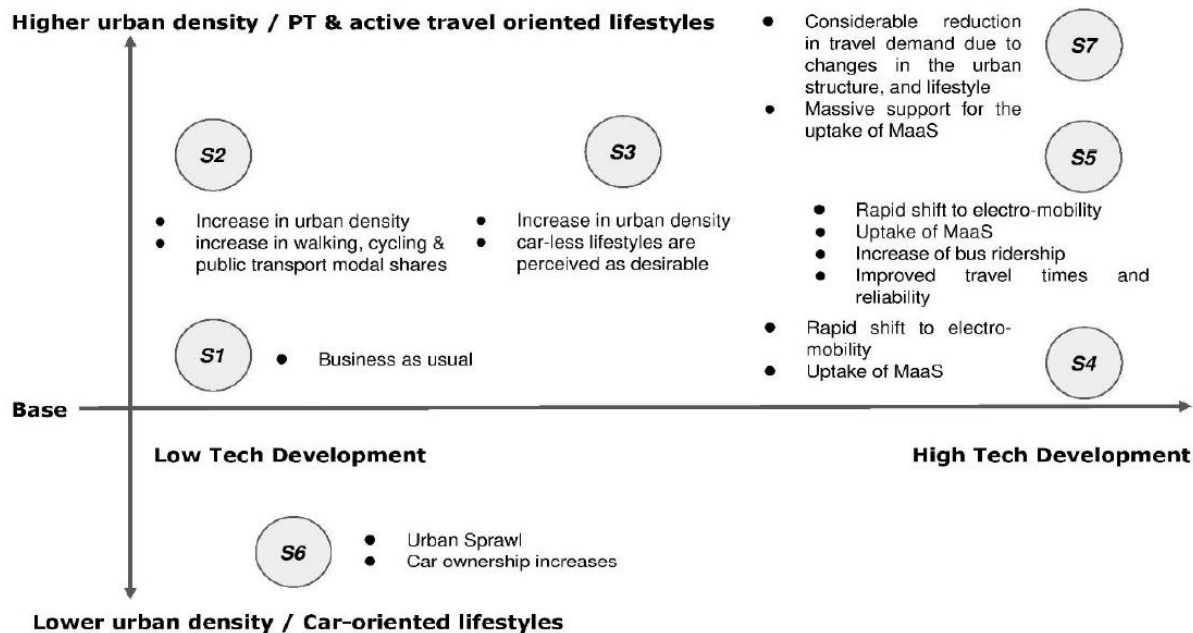 Higher urban density / PT & active travel oriented lifestyles
● Considerable reduction
in travel demand due to
changes in the urban
structure, and lifestyle
● Massive support for the
uptake of MaaS
S7
S2
S3
S5
● Increase in urban density
● increase in walking, cycling &
public transport modal shares
● Increase in urban density
● car-less lifestyles are
perceived as desirable
● Rapid shift to electro-mobility
● Uptake of MaaS
● Increase of bus ridership
● Improved travel times and
reliability
S1
● Business as usual
● Rapid shift to electro-
mobility
● Uptake of MaaS
S4
Base
Low Tech Development
High Tech Development
S6
● Urban Sprawl
● Car ownership increases
Lower urban density / Car-oriented lifestyles